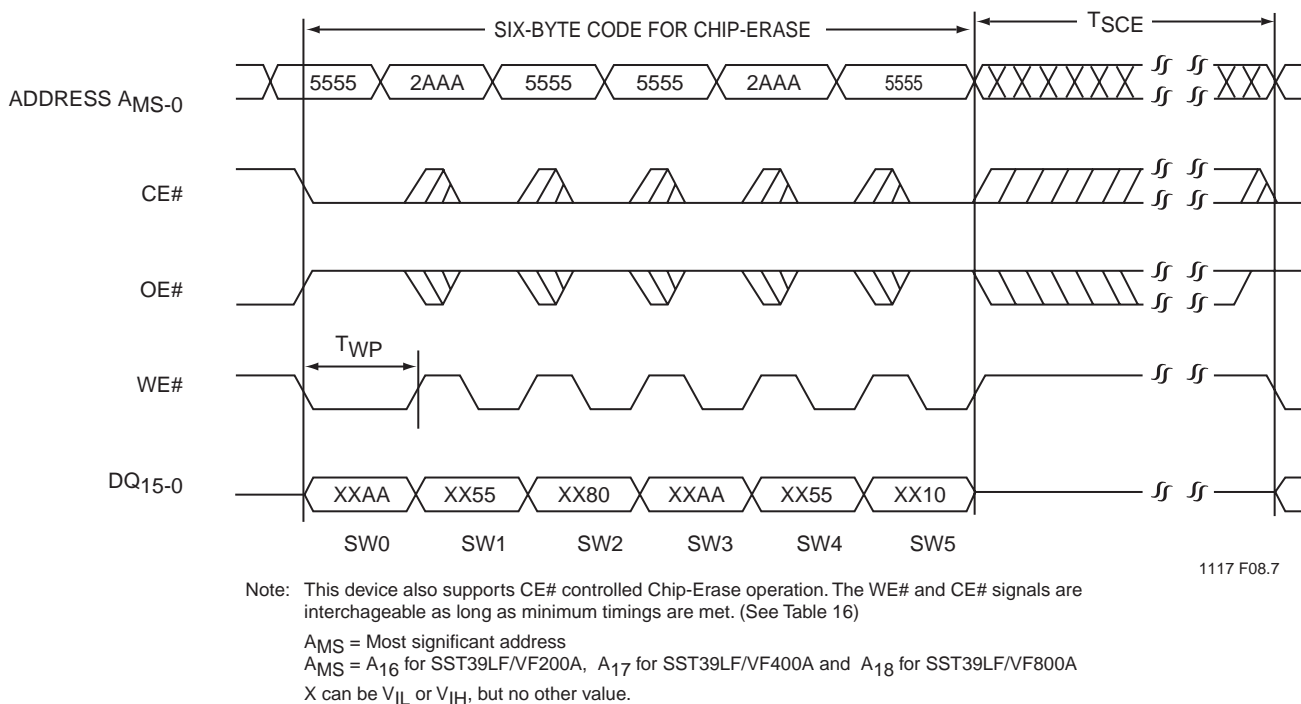 SIX-BYTE CODE FOR CHIP-ERASE TSCE
ADDRESS AMS-0 5555 2AAA 5555 5555 2AAA 5555
CE#
OE#
TWP
WE#
DQ15-0 XXAA XX55 XX80 XXAA XX55 XX10
SW0 SW1 SW2 SW3 SW4 SW5
1117 F08.7
Note: This device also supports CE# controlled Chip-Erase operation. The WE# and CE# signals are
interchageable as long as minimum timings are met. (See Table 16)
AMS = Most significant address
AMS = A16 for SST39LF/VF200A, A17 for SST39LF/VF400A and A18 for SST39LF/VF800A
X can be VIL or VIH, but no other value.